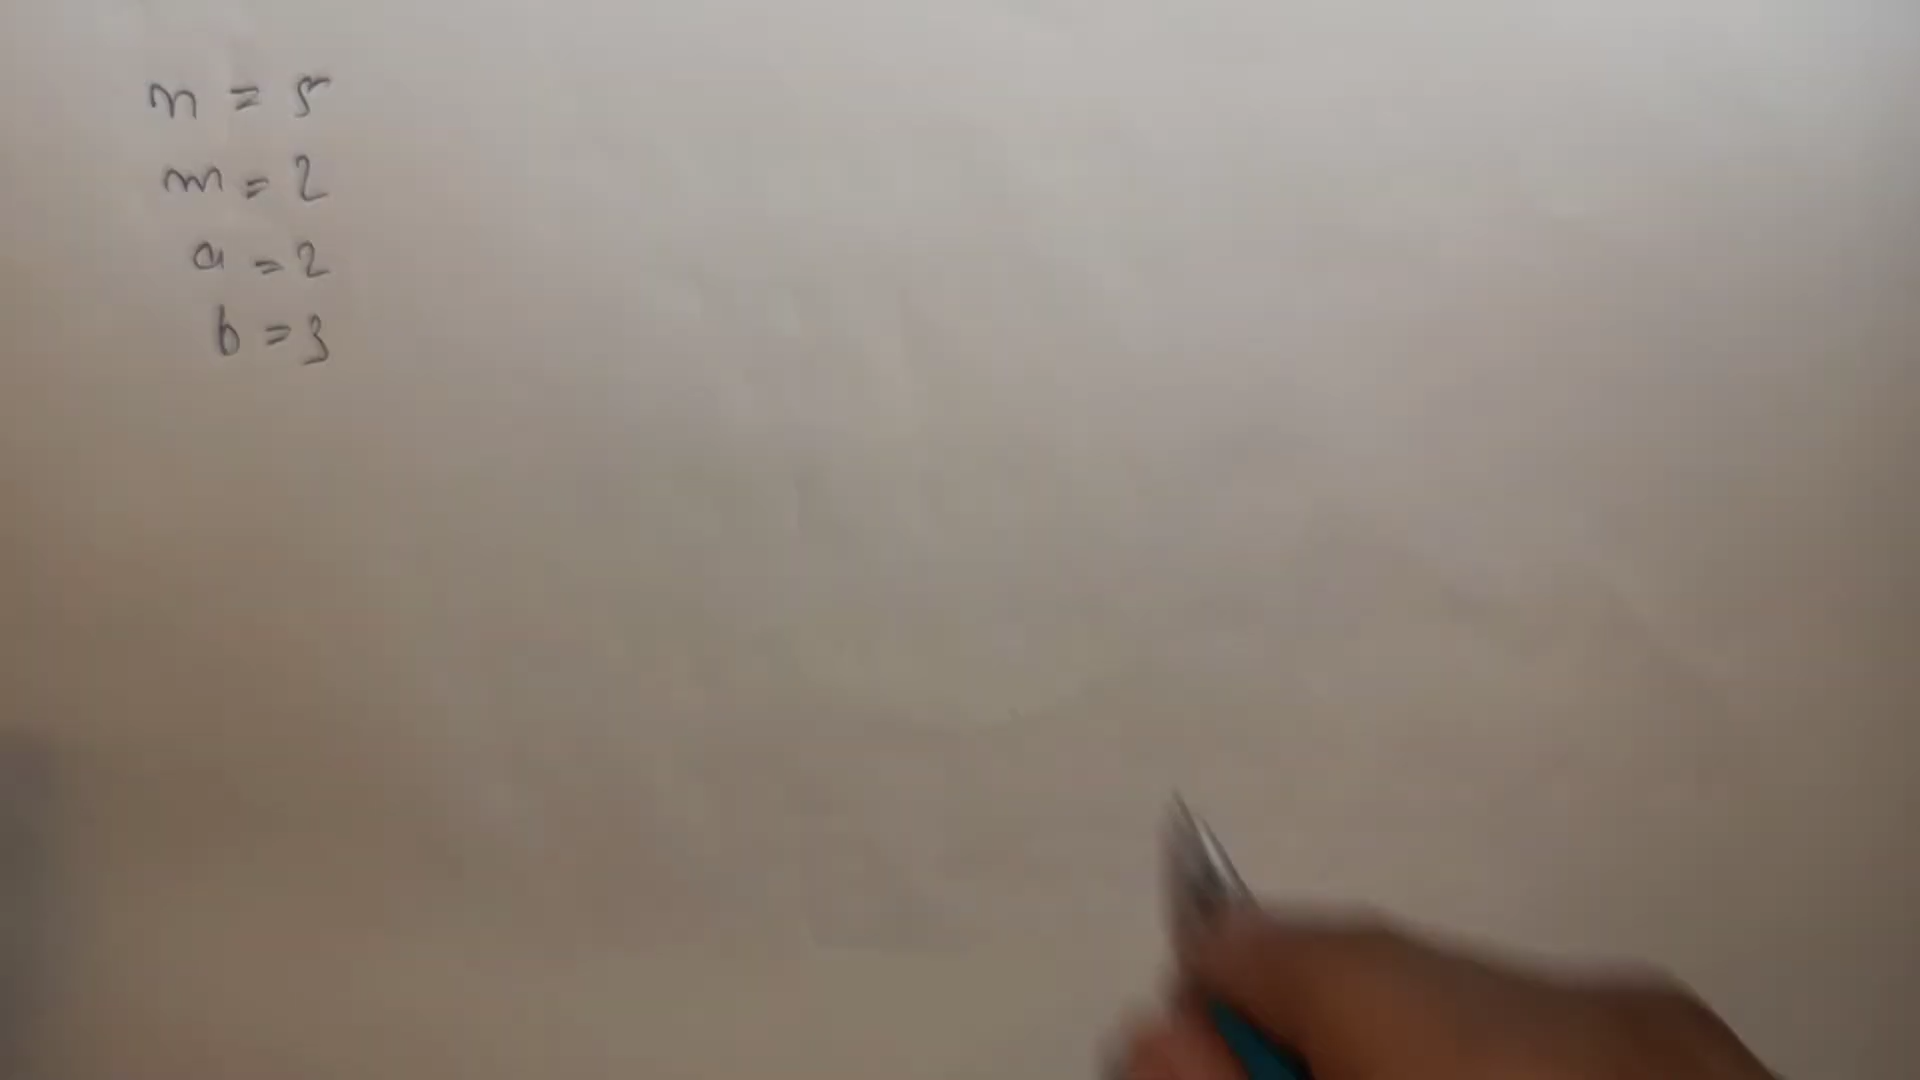 n = 5
m = 2
a = 2
b = 3